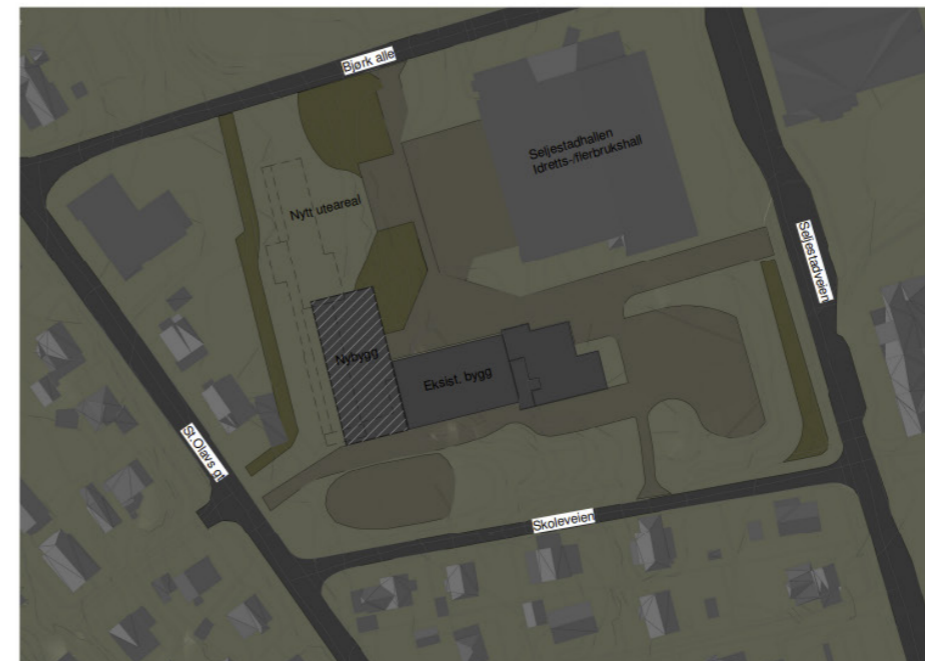 Bjørk alle
Seljestadhallen
Idretts-/flerbrukshall
Nytt uteareal
Seljestadveien
Nybygg
Eksist. bygg
St.Olavs gt
Skoleveien